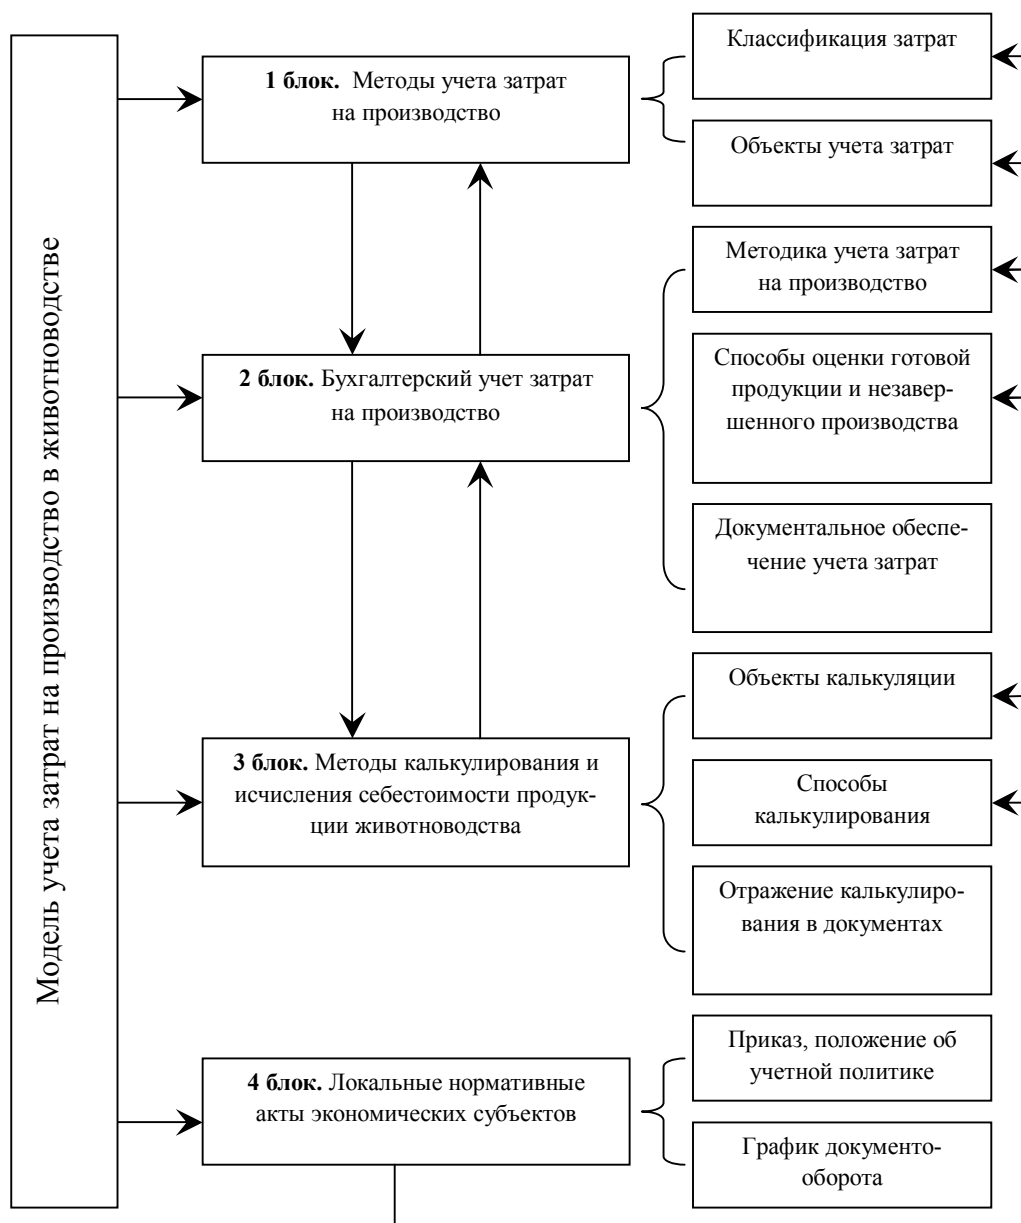 Модель учета затрат на производство в животноводстве
1 блок. Методы учета затрат
на производство
Классификация затрат
Объекты учета затрат
2 блок. Бухгалтерский учет затрат
на производство
Методика учета затрат
на производство
Способы оценки готовой
продукции и незавер-
шенного производства
Документальное обеспе-
чение учета затрат
3 блок. Методы калькулирования и
исчисления себестоимости продук-
ции животноводства
Объекты калькуляции
Способы
калькулирования
Отражение калькулиро-
вания в документах
4 блок. Локальные нормативные
акты экономических субъектов
Приказ, положение об
учетной политике
График документо-
оборота